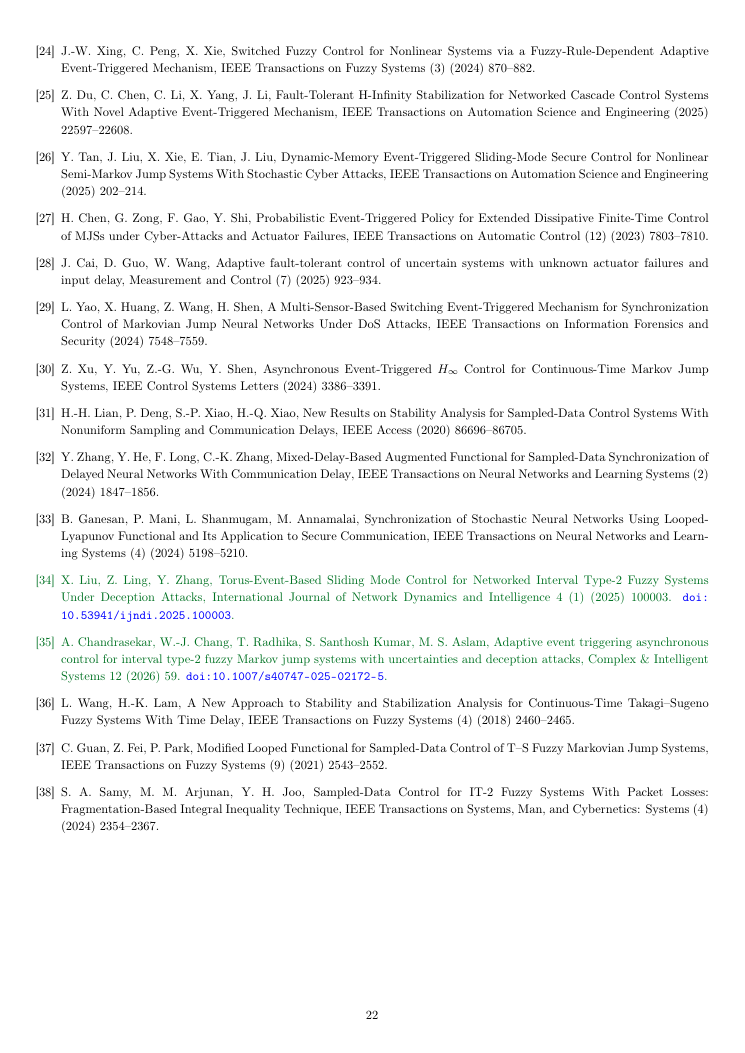 [24] J.-W. Xing, C. Peng, X. Xie, Switched Fuzzy Control for Nonlinear Systems via a Fuzzy-Rule-Dependent Adaptive
Event-Triggered Mechanism, IEEE Transactions on Fuzzy Systems (3) (2024) 870–882.
[25] Z. Du, C. Chen, C. Li, X. Yang, J. Li, Fault-Tolerant H-Infinity Stabilization for Networked Cascade Control Systems
With Novel Adaptive Event-Triggered Mechanism, IEEE Transactions on Automation Science and Engineering (2025)
22597–22608.
[26] Y. Tan, J. Liu, X. Xie, E. Tian, J. Liu, Dynamic-Memory Event-Triggered Sliding-Mode Secure Control for Nonlinear
Semi-Markov Jump Systems With Stochastic Cyber Attacks, IEEE Transactions on Automation Science and Engineering
(2025) 202–214.
[27] H. Chen, G. Zong, F. Gao, Y. Shi, Probabilistic Event-Triggered Policy for Extended Dissipative Finite-Time Control
of MJSs under Cyber-Attacks and Actuator Failures, IEEE Transactions on Automatic Control (12) (2023) 7803–7810.
[28] J. Cai, D. Guo, W. Wang, Adaptive fault-tolerant control of uncertain systems with unknown actuator failures and
input delay, Measurement and Control (7) (2025) 923–934.
[29] L. Yao, X. Huang, Z. Wang, H. Shen, A Multi-Sensor-Based Switching Event-Triggered Mechanism for Synchronization
Control of Markovian Jump Neural Networks Under DoS Attacks, IEEE Transactions on Information Forensics and
Security (2024) 7548–7559.
[30] Z. Xu, Y. Yu, Z.-G. Wu, Y. Shen, Asynchronous Event-Triggered H∞ Control for Continuous-Time Markov Jump
Systems, IEEE Control Systems Letters (2024) 3386–3391.
[31] H.-H. Lian, P. Deng, S.-P. Xiao, H.-Q. Xiao, New Results on Stability Analysis for Sampled-Data Control Systems With
Nonuniform Sampling and Communication Delays, IEEE Access (2020) 86696–86705.
[32] Y. Zhang, Y. He, F. Long, C.-K. Zhang, Mixed-Delay-Based Augmented Functional for Sampled-Data Synchronization of
Delayed Neural Networks With Communication Delay, IEEE Transactions on Neural Networks and Learning Systems (2)
(2024) 1847–1856.
[33] B. Ganesan, P. Mani, L. Shanmugam, M. Annamalai, Synchronization of Stochastic Neural Networks Using Looped-
Lyapunov Functional and Its Application to Secure Communication, IEEE Transactions on Neural Networks and Learn-
ing Systems (4) (2024) 5198–5210.
[34] X. Liu, Z. Ling, Y. Zhang, Torus-Event-Based Sliding Mode Control for Networked Interval Type-2 Fuzzy Systems
Under Deception Attacks, International Journal of Network Dynamics and Intelligence 4 (1) (2025) 100003. doi:
10.53941/ijndi.2025.100003.
[35] A. Chandrasekar, W.-J. Chang, T. Radhika, S. Santhosh Kumar, M. S. Aslam, Adaptive event triggering asynchronous
control for interval type-2 fuzzy Markov jump systems with uncertainties and deception attacks, Complex & Intelligent
Systems 12 (2026) 59. doi:10.1007/s40747-025-02172-5.
[36] L. Wang, H.-K. Lam, A New Approach to Stability and Stabilization Analysis for Continuous-Time Takagi–Sugeno
Fuzzy Systems With Time Delay, IEEE Transactions on Fuzzy Systems (4) (2018) 2460–2465.
[37] C. Guan, Z. Fei, P. Park, Modified Looped Functional for Sampled-Data Control of T–S Fuzzy Markovian Jump Systems,
IEEE Transactions on Fuzzy Systems (9) (2021) 2543–2552.
[38] S. A. Samy, M. M. Arjunan, Y. H. Joo, Sampled-Data Control for IT-2 Fuzzy Systems With Packet Losses:
Fragmentation-Based Integral Inequality Technique, IEEE Transactions on Systems, Man, and Cybernetics: Systems (4)
(2024) 2354–2367.
22